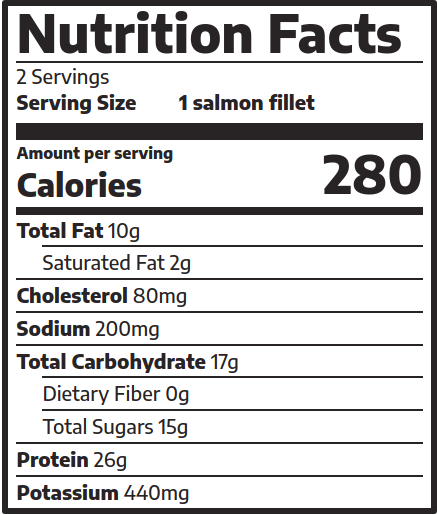 Nutrition Facts
2 Servings
Serving Size 1 salmon fillet
Amount per serving
Calories 280
Total Fat 10g
Saturated Fat 2g
Cholesterol 80mg
Sodium 200mg
Total Carbohydrate 17g
Dietary Fiber 0g
Total Sugars 15g
Protein 26g
Potassium 440mg